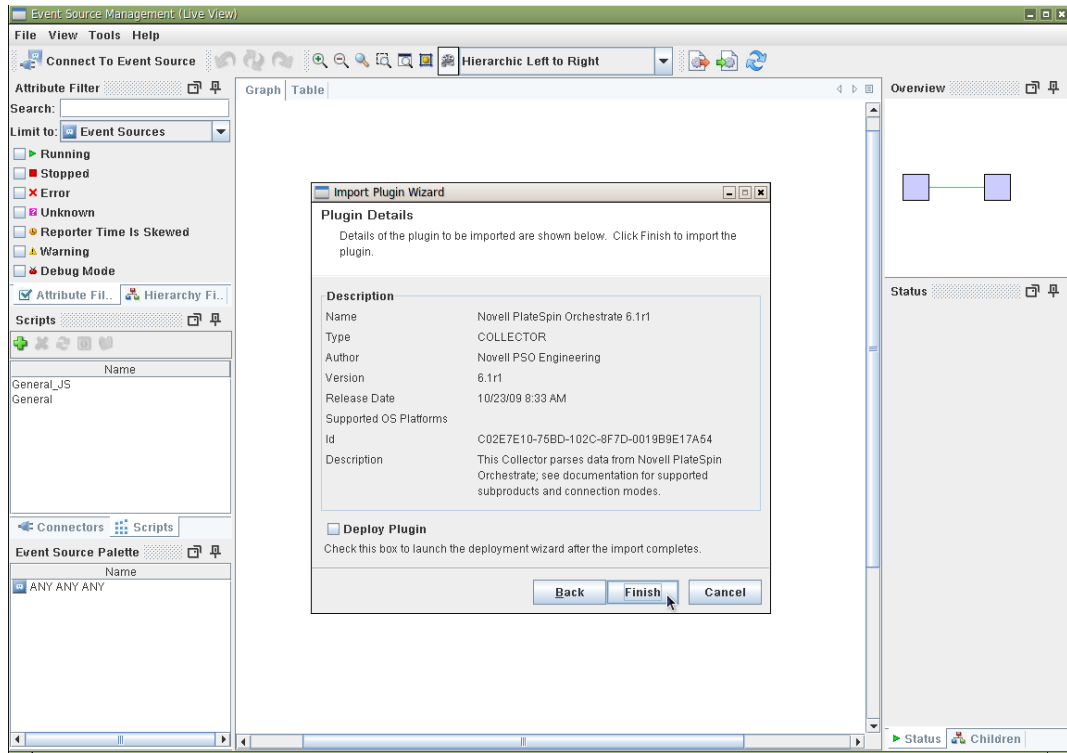 Event Source Management (Live View)
File View Tools Help
Connect To Event Source
Hierarchic Left to Right
Attribute Filter
Search:
Limit to: Event Sources
Running
Stopped
Error
Unknown
Reporter Time Is Skewed
Warning
Debug Mode
Attribute Fil.. Hierarchy Fi..
Scripts
Name
General_JS
General
Connectors Scripts
Event Source Palette
Name
ANY ANY ANY
Graph Table
Import Plugin Wizard
Plugin Details
Details of the plugin to be imported are shown below. Click Finish to import the
plugin.
Description
Name Novell PlateSpin Orchestrate 6.1r1
Type COLLECTOR
Author Novell PSO Engineering
Version 6.1r1
Release Date 10/23/09 8:33 AM
Supported OS Platforms
Id C02E7E10-75BD-102C-8F7D-0019B9E17A54
Description This Collector parses data from Novell PlateSpin
Orchestrate; see documentation for supported
subproducts and connection modes.
Deploy Plugin
Check this box to launch the deployment wizard after the import completes.
Back Finish Cancel
Overview
Status
Status Children